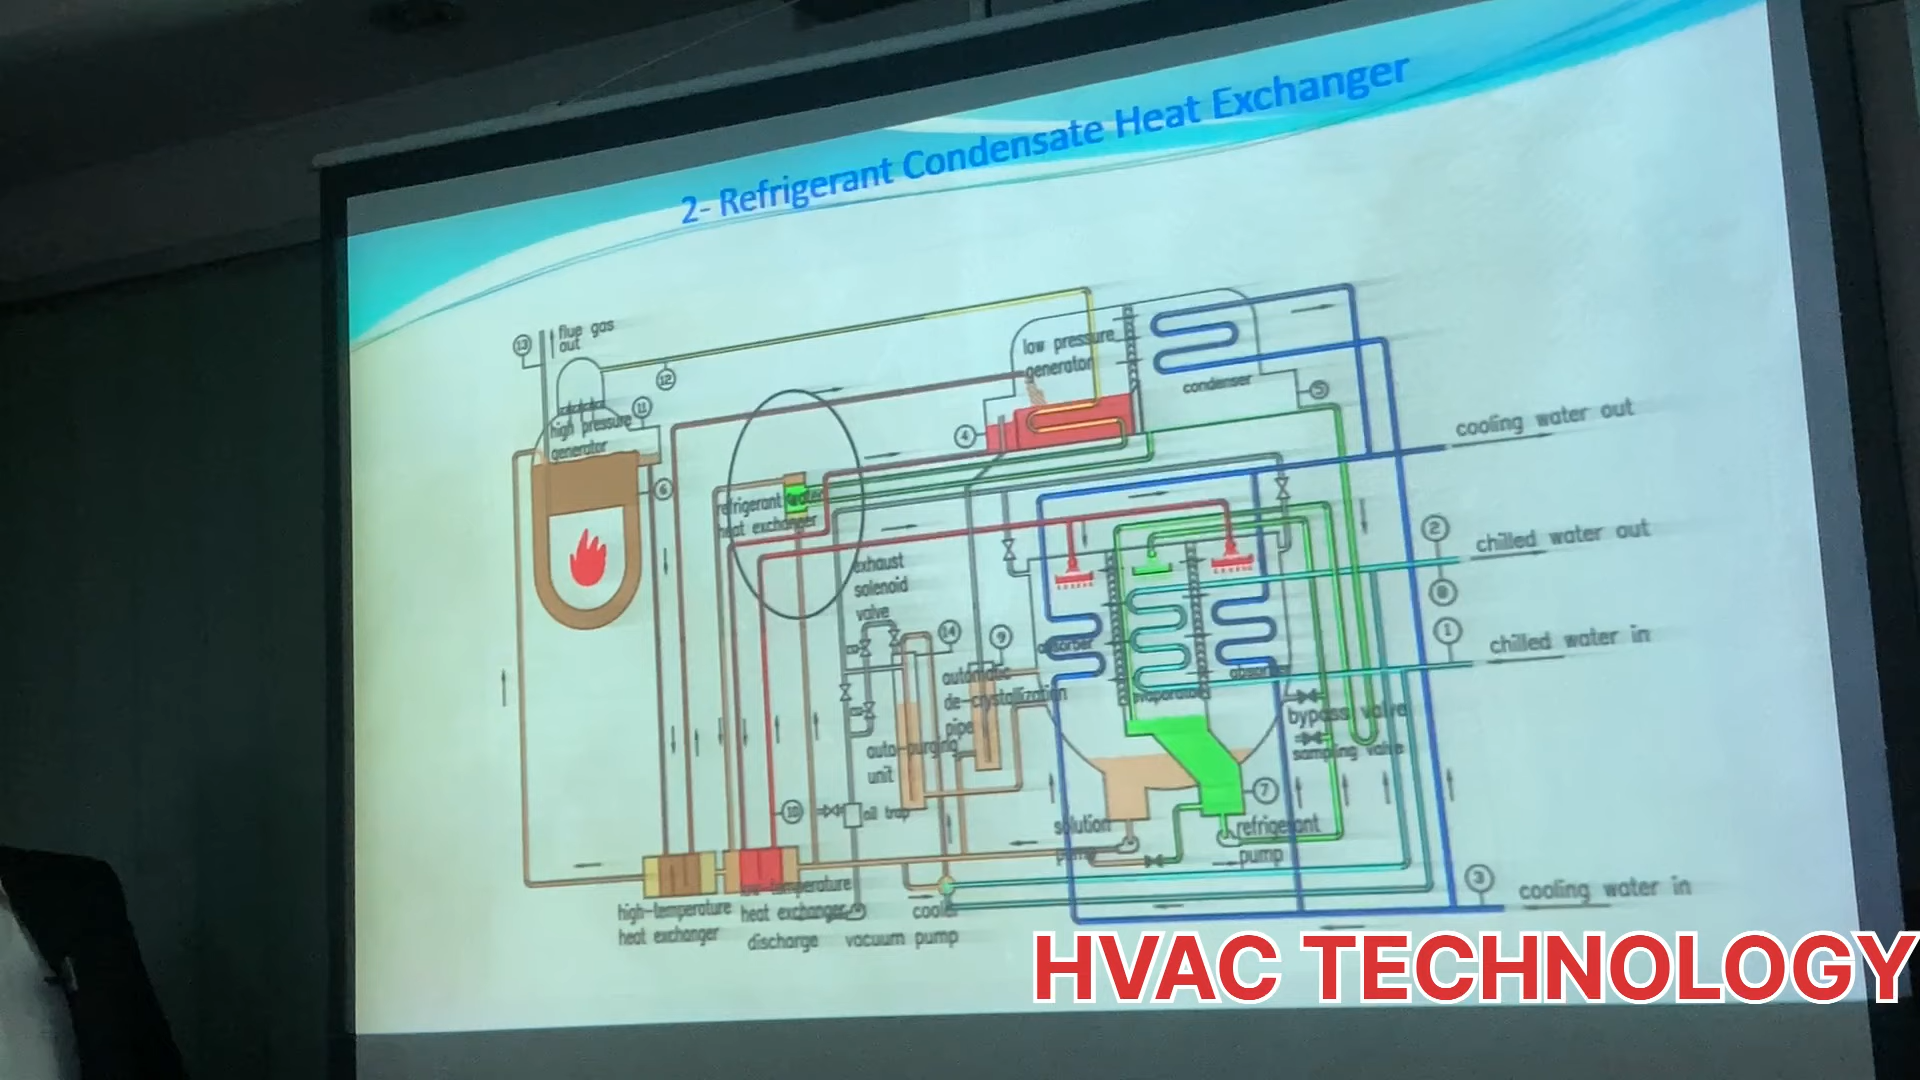 2- Refrigerant Condensate Heat Exchanger
13
flue gas
out
12
11
high pressure
generator
6
low pressure
generator
4
condenser
5
cooling water out
refrigerant water
heat exchanger
2
chilled water out
8
1
chilled water in
exhaust
solenoid
valve
14
9
absorber
automatic
de-crystallization
pipe
evaporator
bypass valve
sampling valve
auto-purging
unit
10
oil trap
7
solution
pump
refrigerant
pump
3
cooling water in
high-temperature
heat exchanger
low-temperature
heat exchanger
discharge
vacuum pump
cooler
HVAC TECHNOLOGY